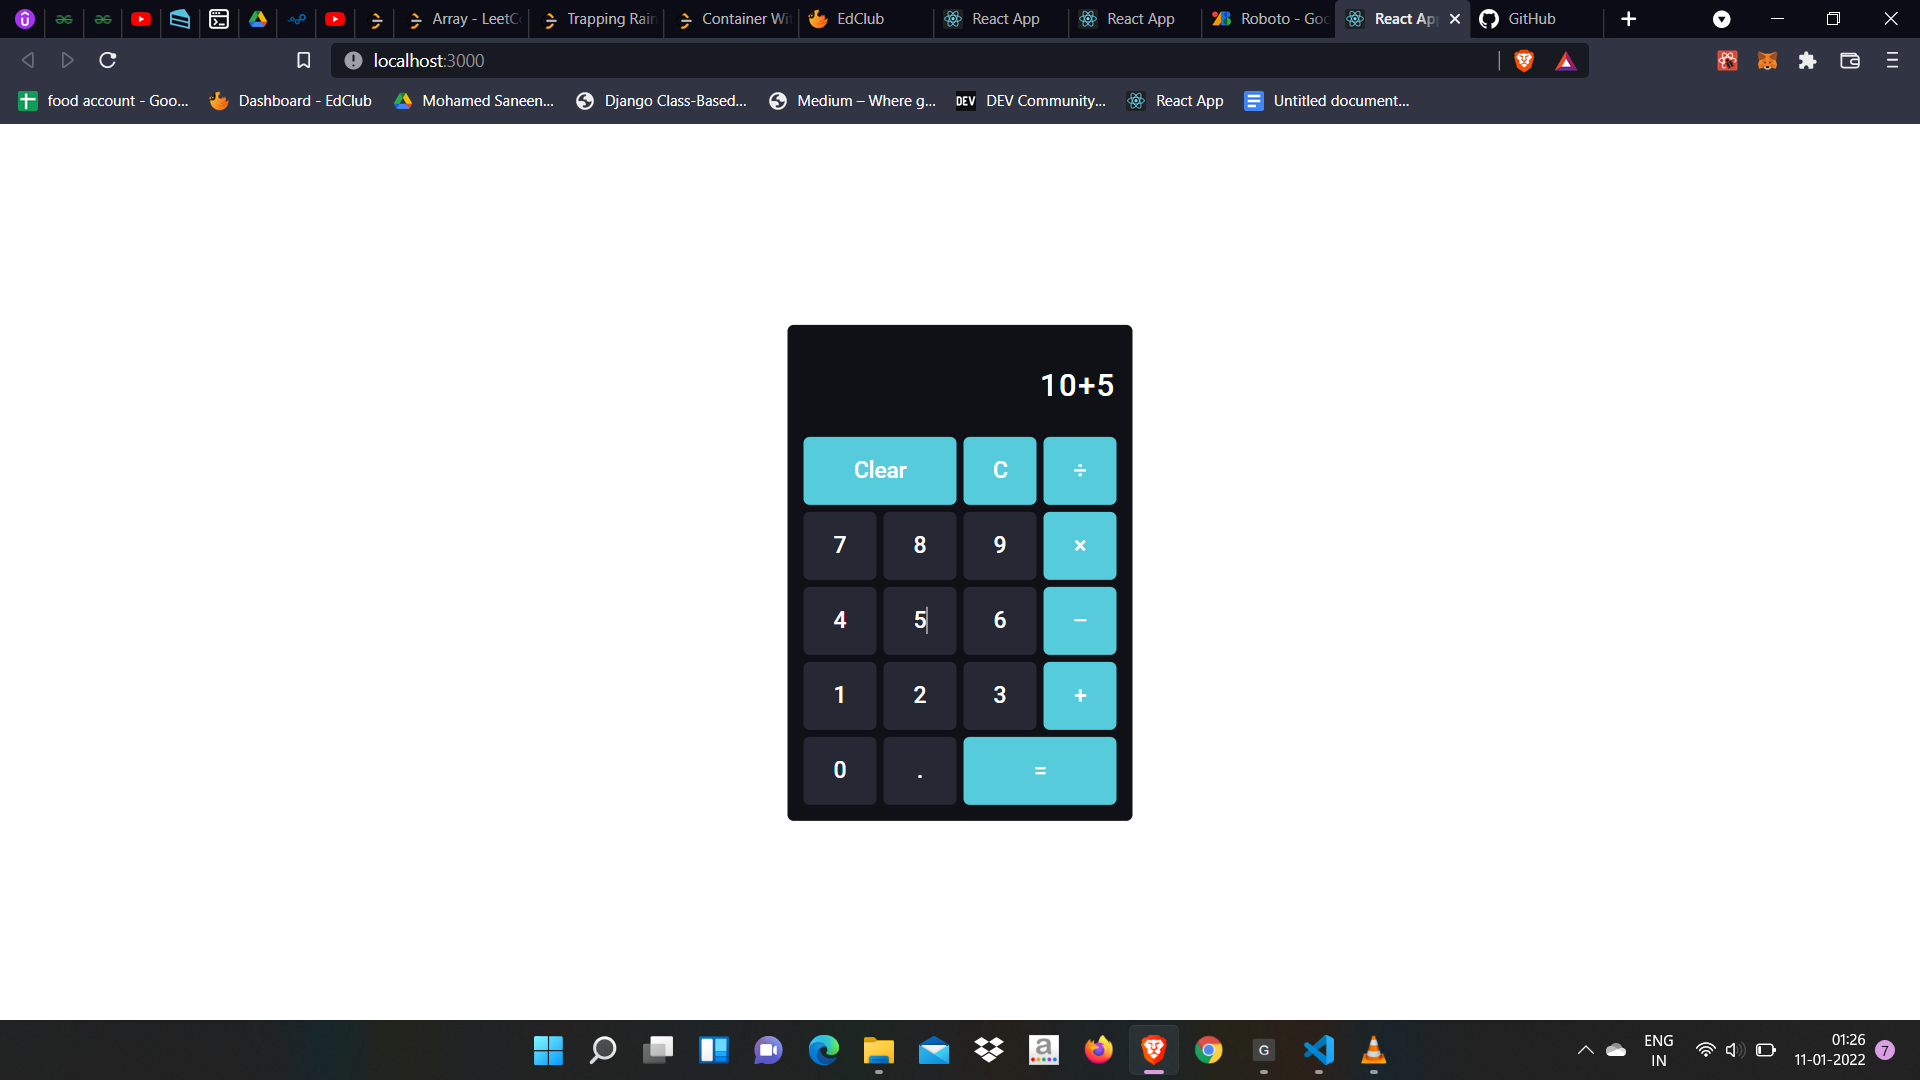 Array - LeetC
Trapping Rain
Container Wit
EdClub
React App
React App
Roboto - Goo
React Ap
GitHub
localhost:3000
food account - Goo...
Dashboard - EdClub
Mohamed Saneen...
Django Class-Based...
Medium – Where g...
DEV
DEV Community...
React App
Untitled document...
10+5
Clear
C
÷
7
8
9
×
4
5
6
–
1
2
3
+
0
.
=
a
G
ENG
IN
01:26
11-01-2022
7